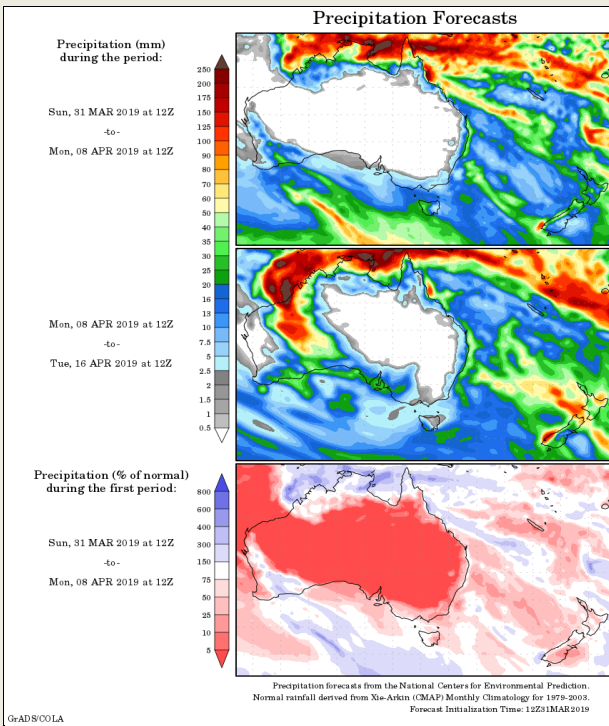 Precipitation Forecasts
Precipitation (mm)
during the period:
Sun, 31 MAR 2019 at 12Z
-to-
Mon, 08 APR 2019 at 12Z
250
200
175
150
125
100
90
80
70
60
50
40
35
30
25
20
16
13
10
7.5
5
2.5
2
1.5
1
0.5
Mon, 08 APR 2019 at 12Z
-to-
Tue, 16 APR 2019 at 12Z
Precipitation (% of normal)
during the first period:
Sun, 31 MAR 2019 at 12Z
-to-
Mon, 08 APR 2019 at 12Z
800
600
400
300
150
75
50
25
10
5
Precipitation forecasts from the National Centers for Environmental Prediction.
Normal rainfall derived from Xie-Arkin (CMAP) Monthly Climatology for 1979-2003.
Forecast Initialization Time: 12Z31MAR2019
GrADS/COLA